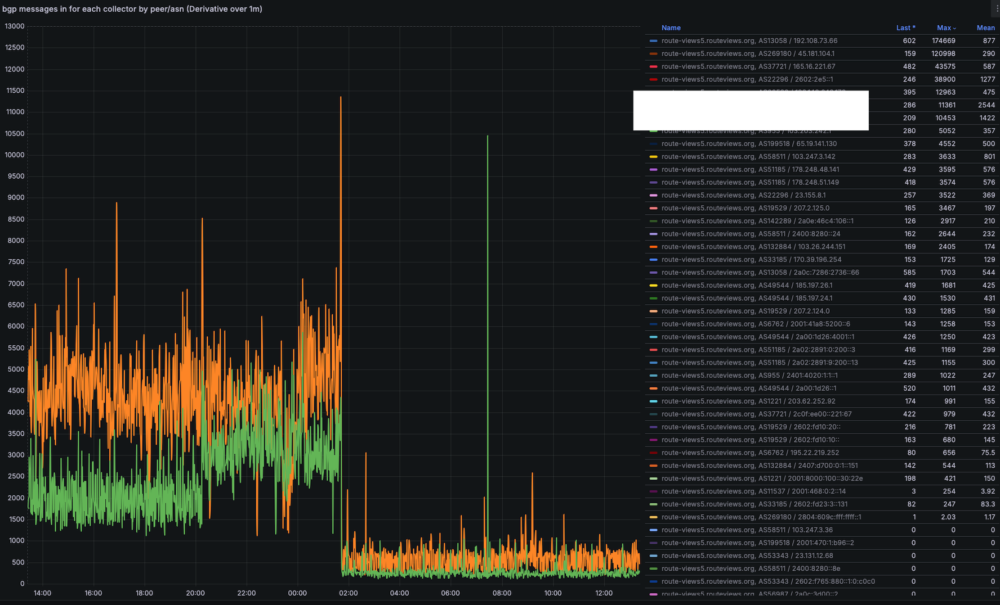 bgp messages in for each collector by peer/asn (Derivative over 1m)
13000
12500
12000
11500
11000
10500
10000
9500
9000
8500
8000
7500
7000
6500
6000
5500
5000
4500
4000
3500
3000
2500
2000
1500
1000
500
0
14:00 16:00 18:00 20:00 22:00 00:00 02:00 04:00 06:00 08:00 10:00 12:00
Name Last * Max Mean
route-views5.routeviews.org, AS13058 / 192.108.73.66 602 174669 877
route-views5.routeviews.org, AS269180 / 45.181.104.1 159 120998 290
route-views5.routeviews.org, AS37721 / 165.16.221.67 482 43575 587
route-views5.routeviews.org, AS22296 / 2602:2e5::1 246 38900 1277
395 12963 475
286 11361 2544
209 10453 1422
route-views5.routeviews.org, AS955 / 103.203.242.1 280 5052 357
route-views5.routeviews.org, AS199518 / 65.19.141.130 378 4552 500
route-views5.routeviews.org, AS58511 / 103.247.3.142 283 3633 801
route-views5.routeviews.org, AS51185 / 178.248.48.141 429 3595 576
route-views5.routeviews.org, AS51185 / 178.248.51.149 418 3574 576
route-views5.routeviews.org, AS22296 / 23.155.8.1 257 3522 369
route-views5.routeviews.org, AS19529 / 207.2.125.0 165 3467 197
route-views5.routeviews.org, AS142289 / 2a0e:46c4:106::1 126 2917 210
route-views5.routeviews.org, AS58511 / 2400:8280::24 162 2644 232
route-views5.routeviews.org, AS132884 / 103.26.244.151 169 2405 174
route-views5.routeviews.org, AS33185 / 170.39.196.254 153 1725 129
route-views5.routeviews.org, AS13058 / 2a0c:7286:2736::66 585 1703 544
route-views5.routeviews.org, AS49544 / 185.197.26.1 419 1681 425
route-views5.routeviews.org, AS49544 / 185.197.24.1 430 1530 431
route-views5.routeviews.org, AS19529 / 207.2.124.0 133 1285 159
route-views5.routeviews.org, AS6762 / 2001:41a8:5200::6 143 1258 153
route-views5.routeviews.org, AS49544 / 2a00:1d26:4001::1 426 1250 423
route-views5.routeviews.org, AS51185 / 2a02:2891:0:200::3 416 1169 299
route-views5.routeviews.org, AS51185 / 2a02:2891:9:200::13 425 1155 300
route-views5.routeviews.org, AS955 / 2401:4020:1:1::1 289 1022 247
route-views5.routeviews.org, AS49544 / 2a00:1d26::1 520 1011 432
route-views5.routeviews.org, AS1221 / 203.62.252.92 174 991 155
route-views5.routeviews.org, AS37721 / 2c0f:ee00::221:67 422 979 432
route-views5.routeviews.org, AS19529 / 2602:fd10:20:: 216 781 223
route-views5.routeviews.org, AS19529 / 2602:fd10:10:: 163 680 145
route-views5.routeviews.org, AS6762 / 195.22.219.252 80 656 75.5
route-views5.routeviews.org, AS132884 / 2407:d700:0:1::151 142 544 113
route-views5.routeviews.org, AS1221 / 2001:8000:100::30:22e 198 421 150
route-views5.routeviews.org, AS11537 / 2001:468:0:2::14 3 254 3.92
route-views5.routeviews.org, AS33185 / 2602:fd23:3::131 82 247 83.3
route-views5.routeviews.org, AS269180 / 2804:609c:fff:ffff::1 1 2.03 1.17
route-views5.routeviews.org, AS58511 / 103.247.3.36 0 0 0
route-views5.routeviews.org, AS199518 / 2001:470:1:b96::2 0 0 0
route-views5.routeviews.org, AS53343 / 23.131.12.68 0 0 0
route-views5.routeviews.org, AS58511 / 2400:8280::8e 0 0 0
route-views5.routeviews.org, AS53343 / 2602:f765:880::1:0:c0c0 0 0 0
route-views5.routeviews.org, AS56987 / 2a0c:3d00::2 0 0 0